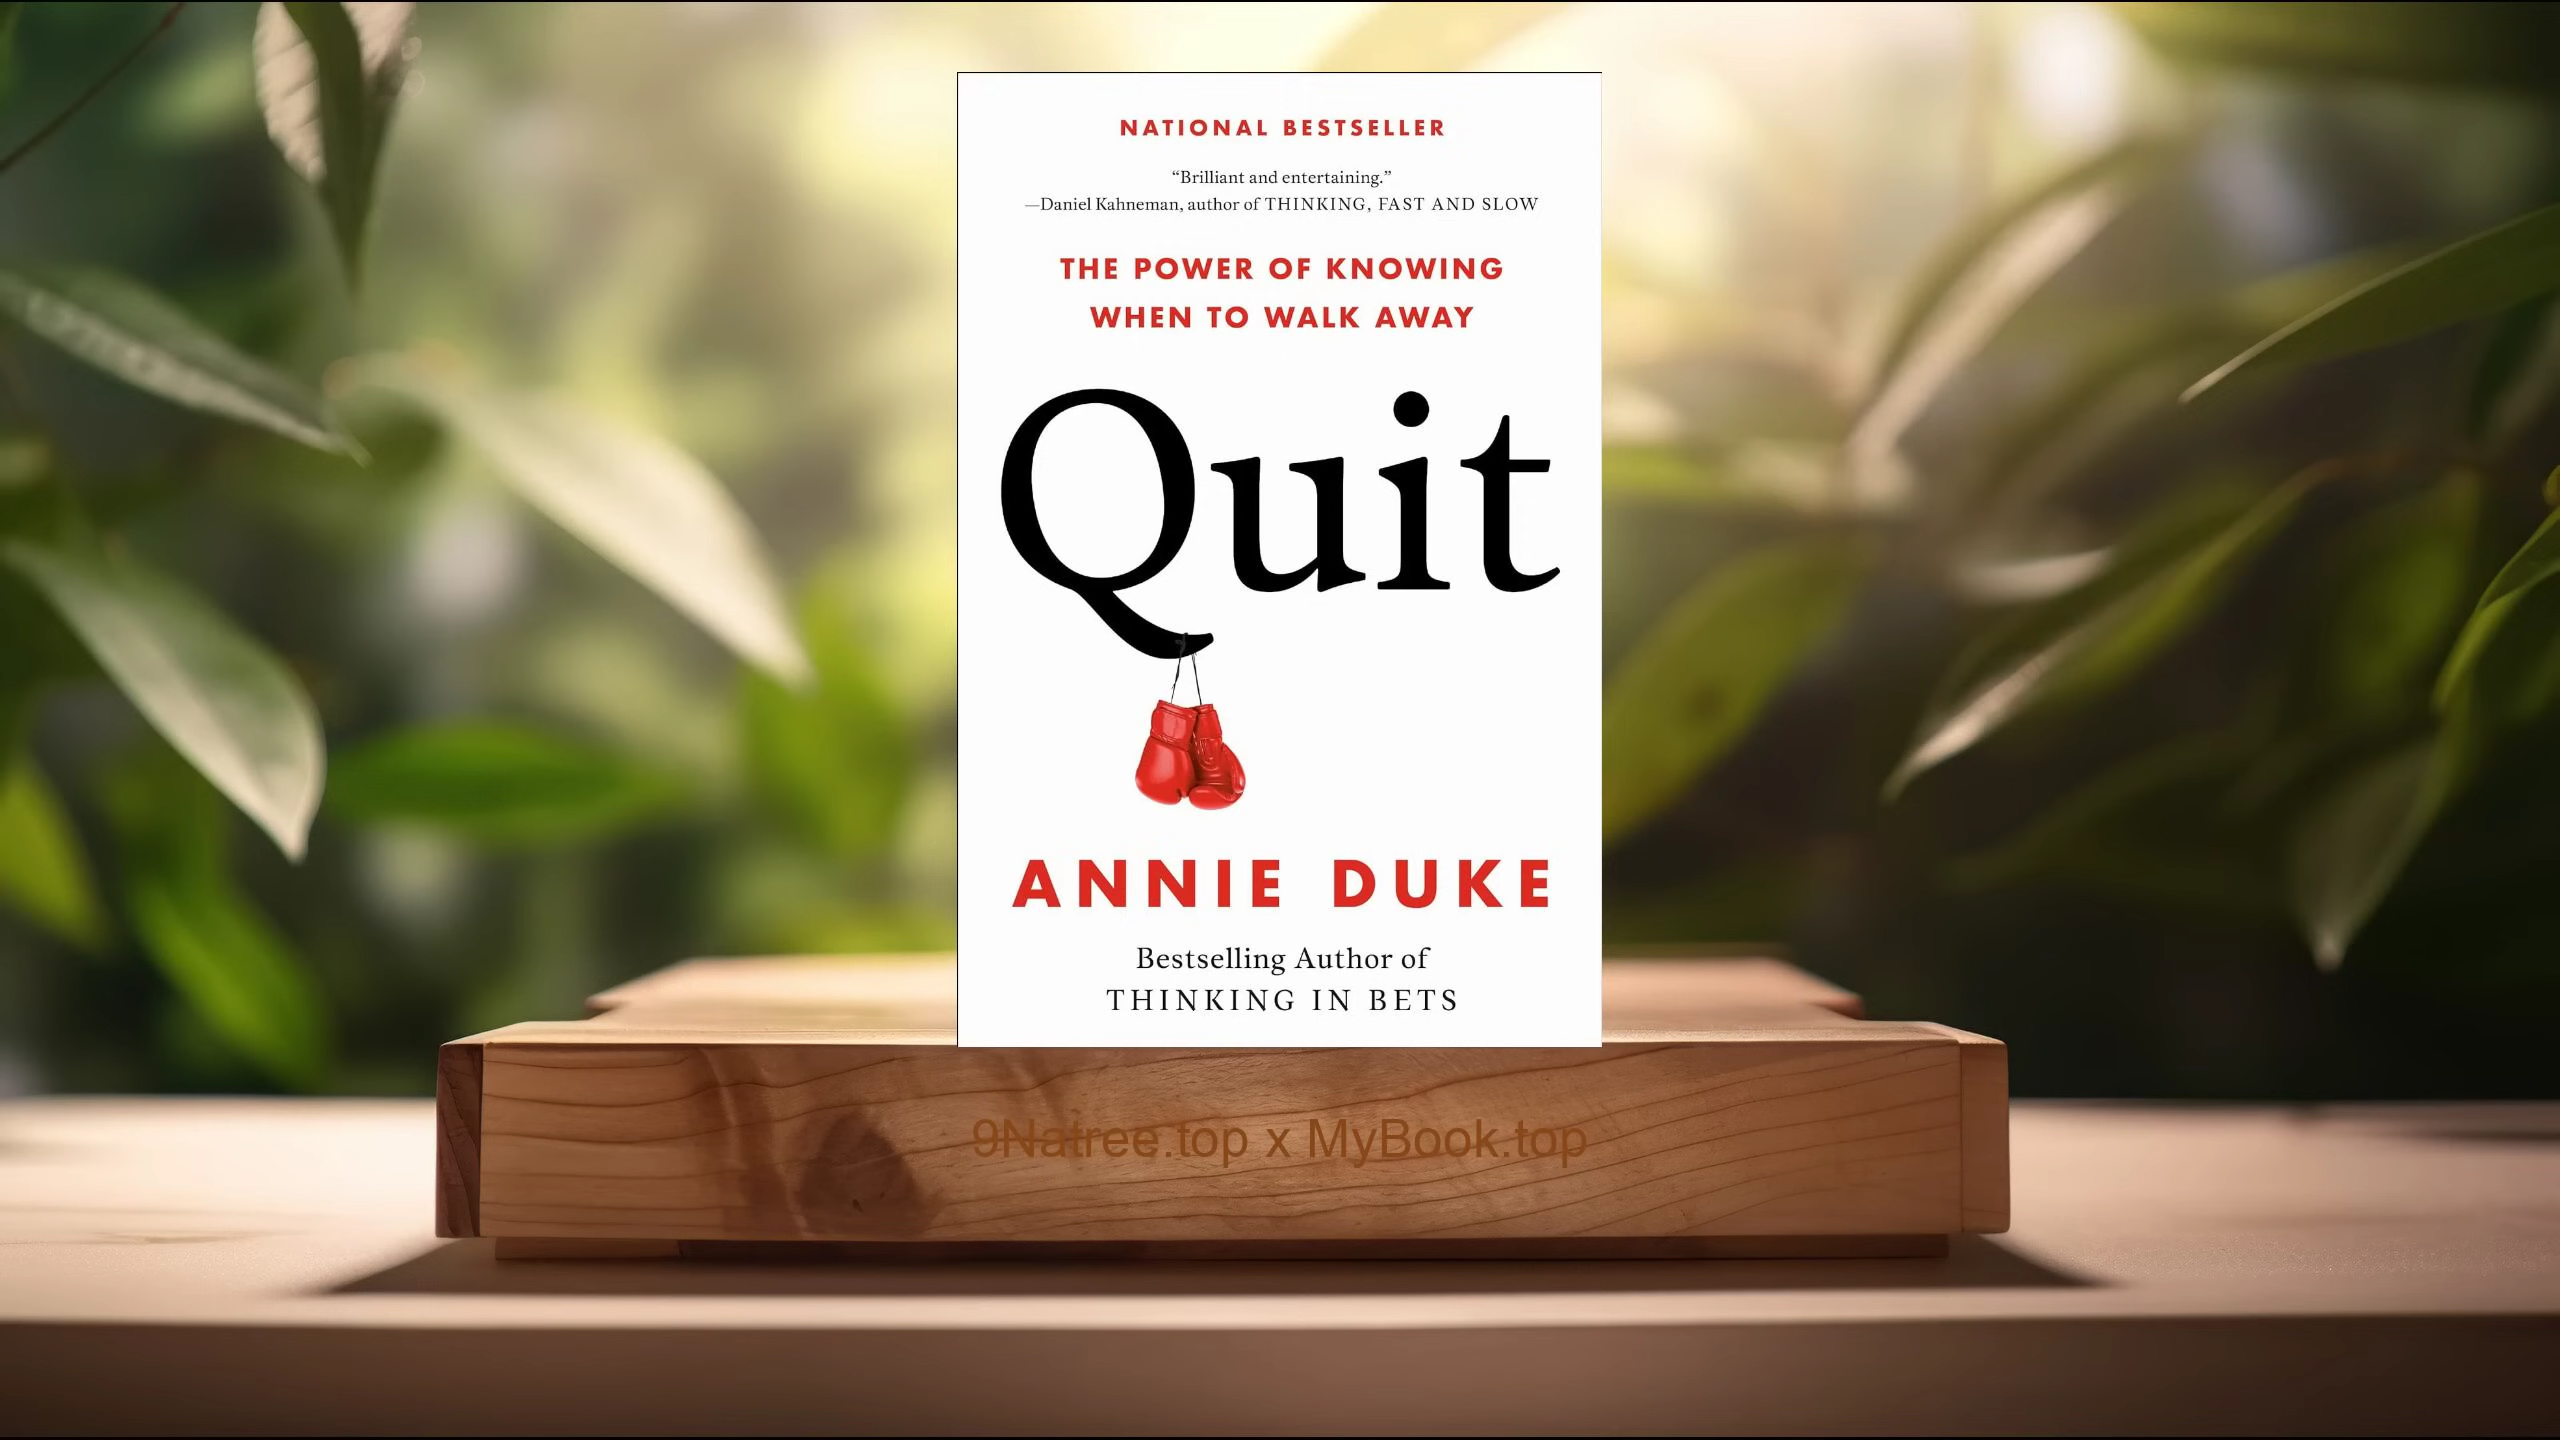 NATIONAL BESTSELLER
“Brilliant and entertaining.”
—Daniel Kahneman, author of THINKING, FAST AND SLOW
THE POWER OF KNOWING
WHEN TO WALK AWAY
Quit
ANNIE DUKE
Bestselling Author of
THINKING IN BETS
9Natree.top x MyBook.top